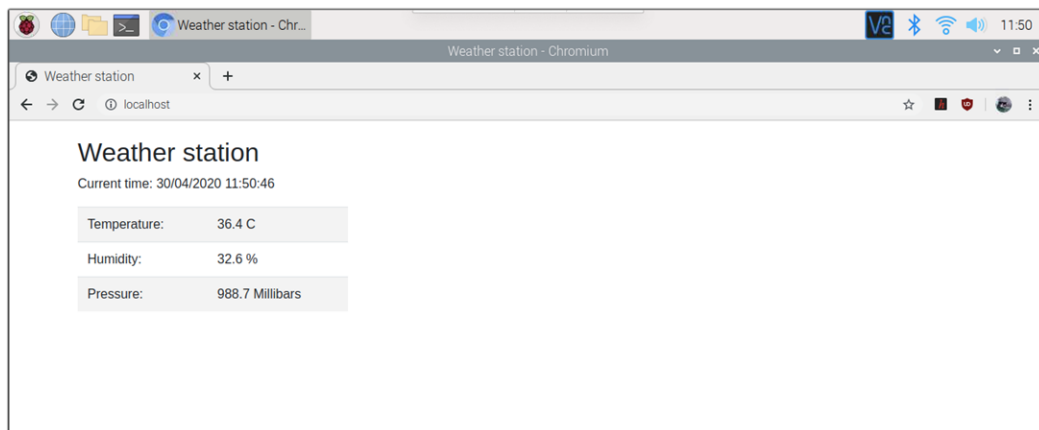 Weather station - Chr...
11:50
Weather station - Chromium
Weather station
localhost
Weather station
Current time: 30/04/2020 11:50:46
Temperature: 36.4 C
Humidity: 32.6 %
Pressure: 988.7 Millibars